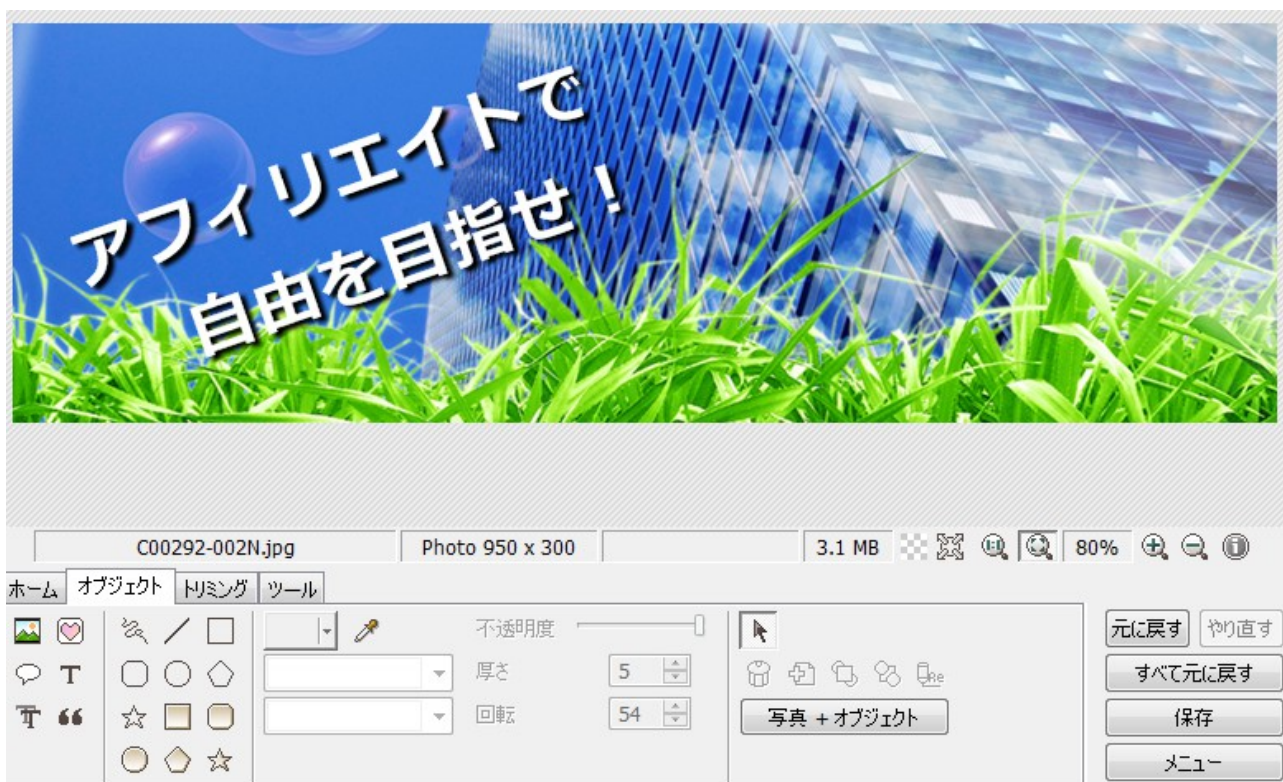 アフィリエイトで
自由を目指せ！
C00292-002N.jpg Photo 950 x 300 3.1 MB 80%
ホーム オブジェクト トリミング ツール
不透明度
厚さ 5
回転 54
写真 + オブジェクト
元に戻す やり直す
すべて元に戻す
保存
メニュー